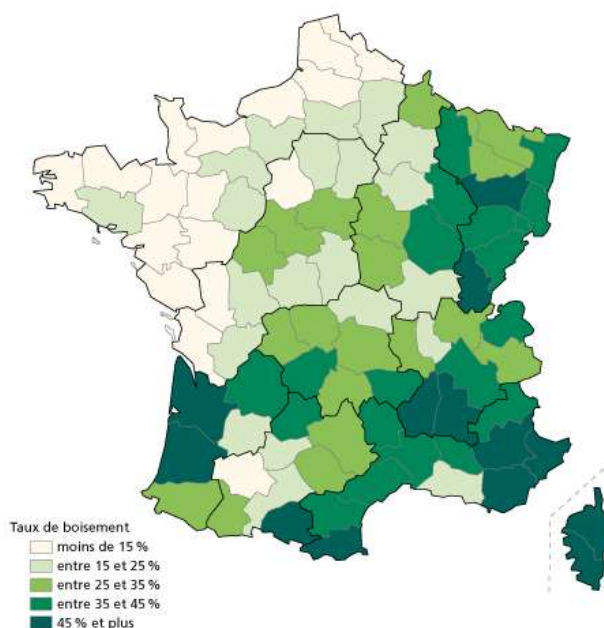 Taux de boisement
moins de 15 %
entre 15 et 25 %
entre 25 et 35 %
entre 35 et 45 %
45 % et plus